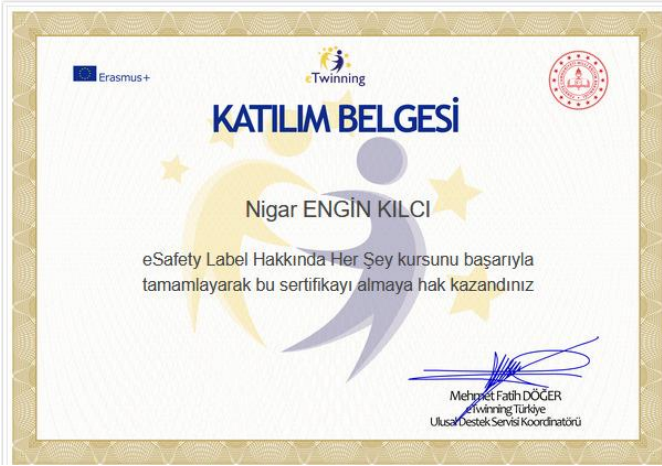 Erasmus+
eTwinning
KATILIM BELGESİ
Nigar ENGİN KILCI
eSafety Label Hakkında Her Şey kursunu başarıyla
tamamlayarak bu sertifikayı almaya hak kazandınız
Mehmet Fatih DÖĞER
eTwinning Türkiye
Ulusal Destek Servisi Koordinatörü